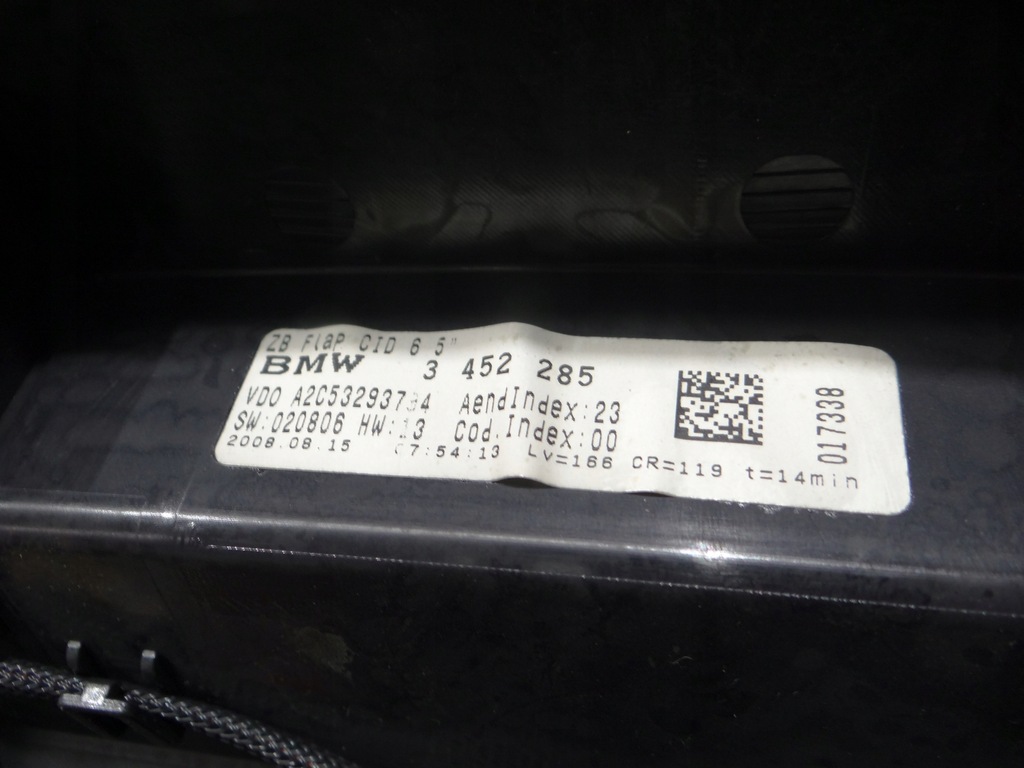 ZB FlaP CID 6 5"
BMW 3 452 285
VDO AendIndex:23
SW:020806 HW:13 Cod.Index:00
2008.08.15 07:54:13 Lv=166 CR=119 t=14min
017338